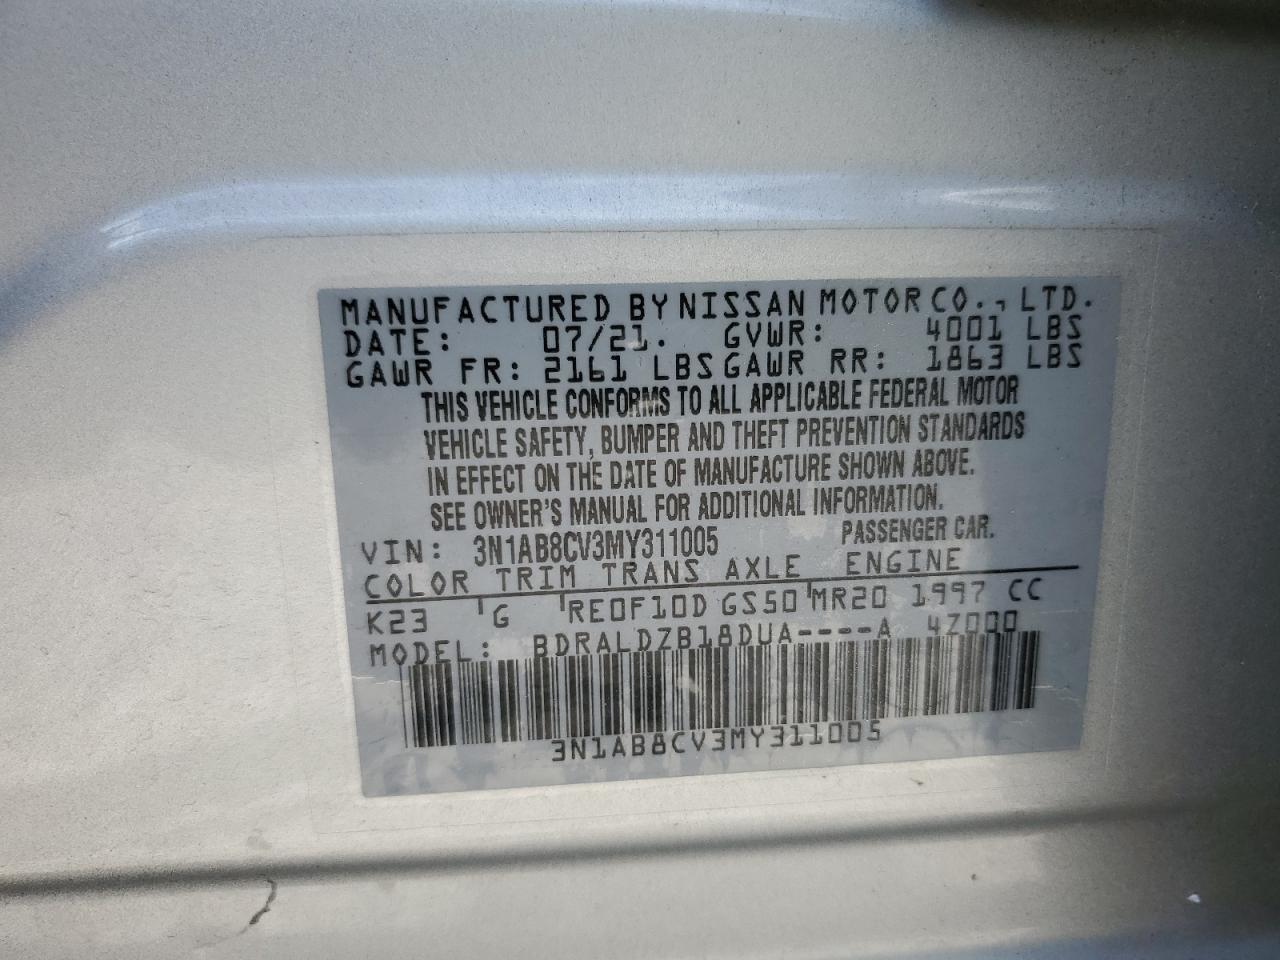 MANUFACTURED BY NISSAN MOTOR CO., LTD.
DATE: 07/21. GVWR: 4001 LBS
GAWR FR: 2161 LBS GAWR RR: 1863 LBS
THIS VEHICLE CONFORMS TO ALL APPLICABLE FEDERAL MOTOR
VEHICLE SAFETY, BUMPER AND THEFT PREVENTION STANDARDS
IN EFFECT ON THE DATE OF MANUFACTURE SHOWN ABOVE.
SEE OWNER'S MANUAL FOR ADDITIONAL INFORMATION.
VIN: 3N1AB8CV3MY311005 PASSENGER CAR.
COLOR TRIM TRANS AXLE ENGINE
K23 G RE0F10D GS50 MR20 1997 CC
MODEL: BDRALDZB18DUA----A 4Z000
3N1AB8CV3MY311005